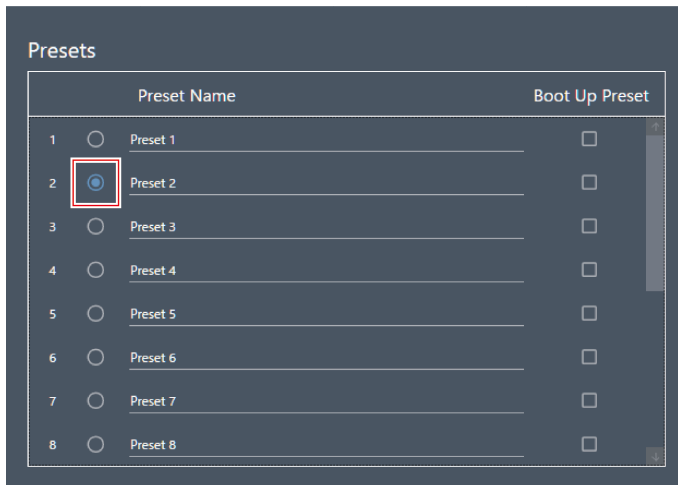 Presets
Preset Name Boot Up Preset
1 Preset 1
2 Preset 2
3 Preset 3
4 Preset 4
5 Preset 5
6 Preset 6
7 Preset 7
8 Preset 8